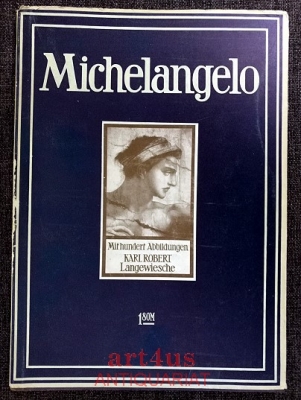 Michelangelo
Mit hundert Abbildungen
KARL ROBERT
Langewiesche
1.80M
art4us
ANTIQUARIAT